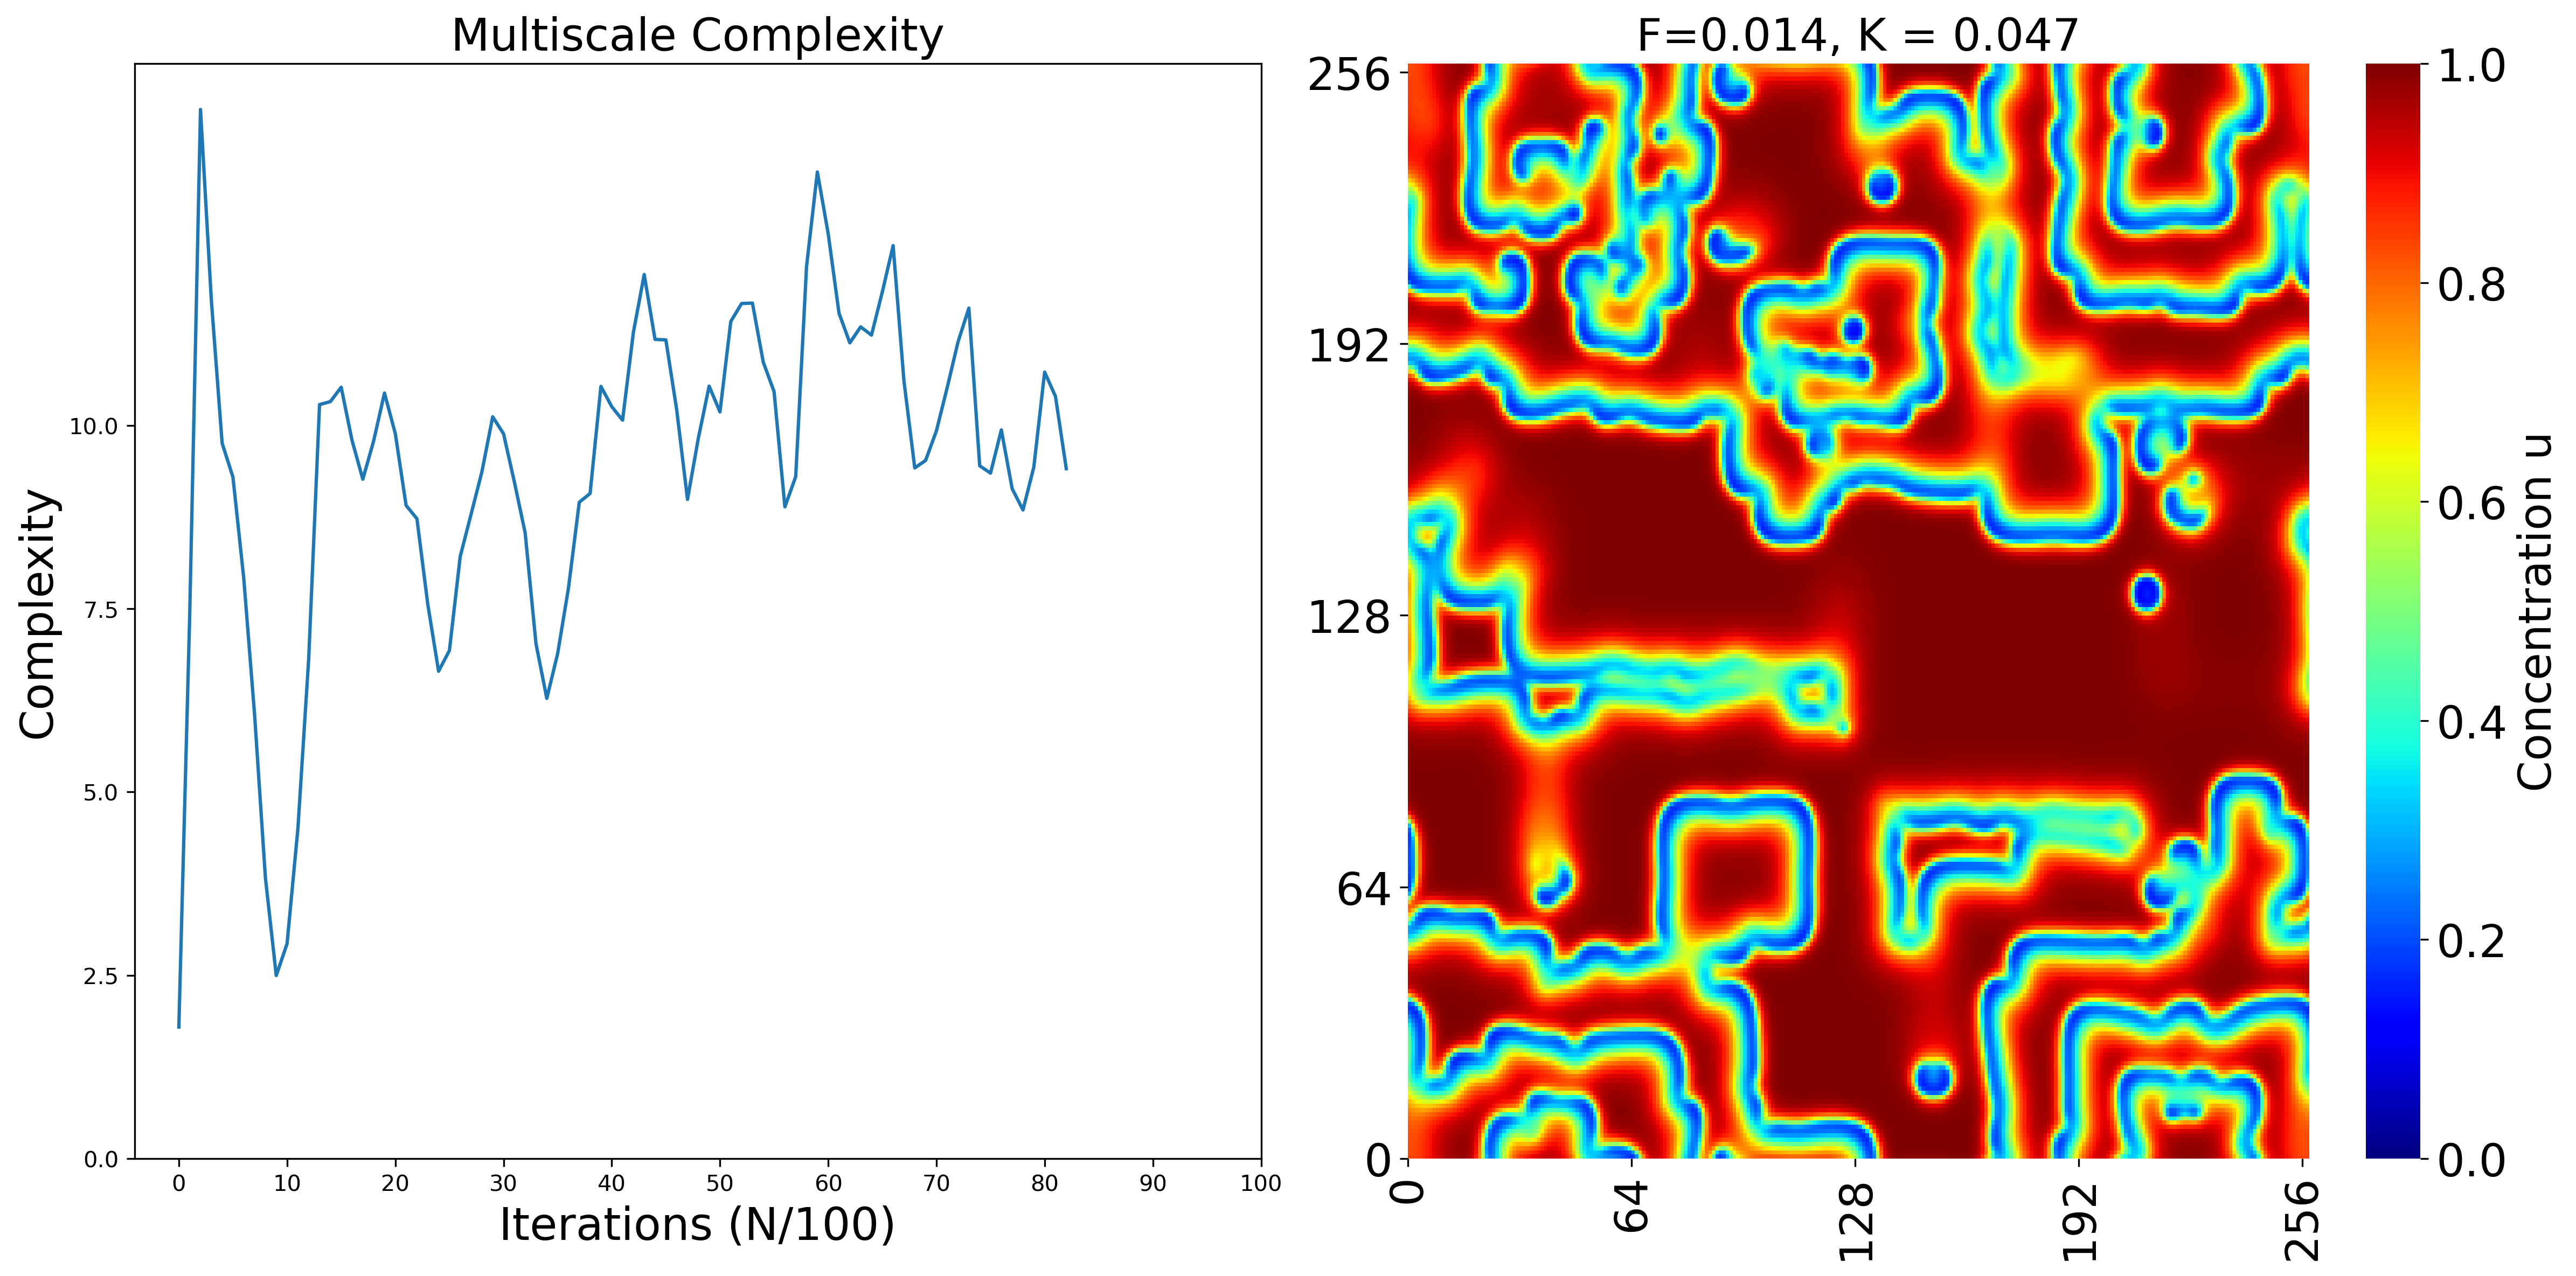 Multiscale Complexity
Complexity
10.0
7.5
5.0
2.5
0.0
0 10 20 30 40 50 60 70 80 90 100
Iterations (N/100)
F=0.014, K = 0.047
256
192
128
64
0
0 64 128 192 256
1.0
0.8
0.6
0.4
0.2
0.0
Concentration u